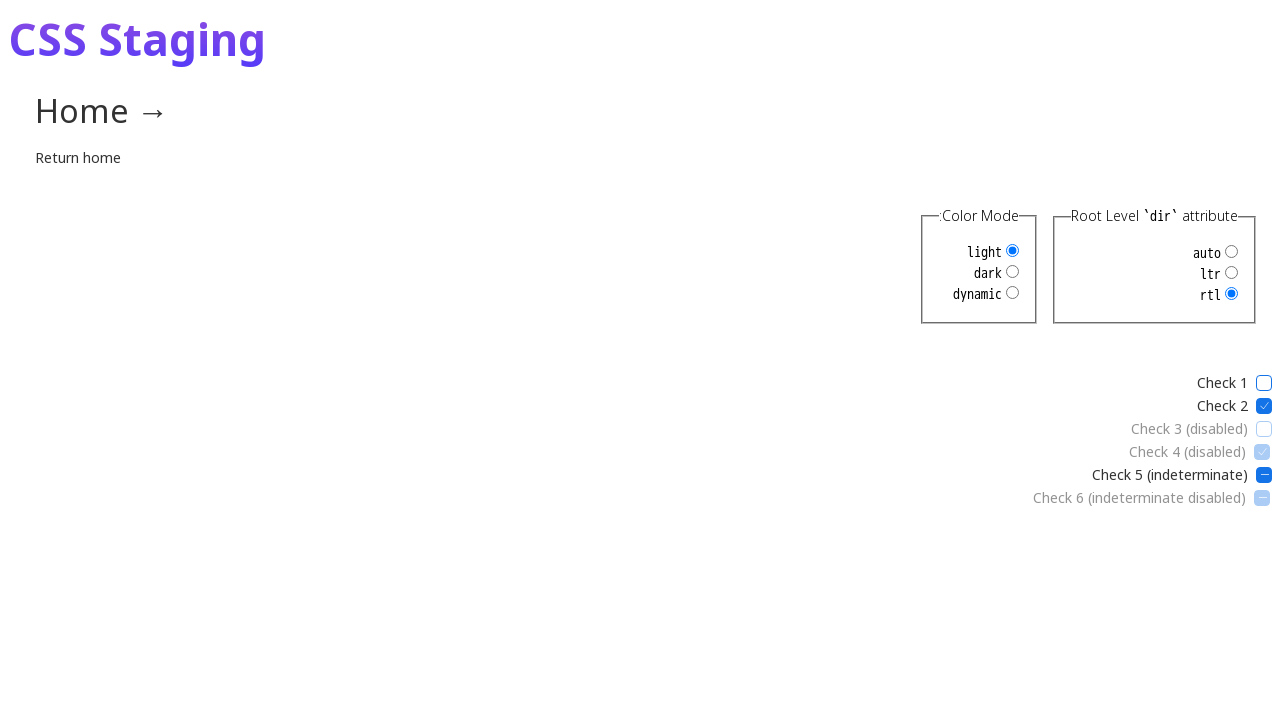 CSS Staging
Home →
Return home
Root Level `dir` attribute
auto
ltr
rtl
:Color Mode
light
dark
dynamic
Check 1
Check 2
Check 3 (disabled)
Check 4 (disabled)
Check 5 (indeterminate)
Check 6 (indeterminate disabled)